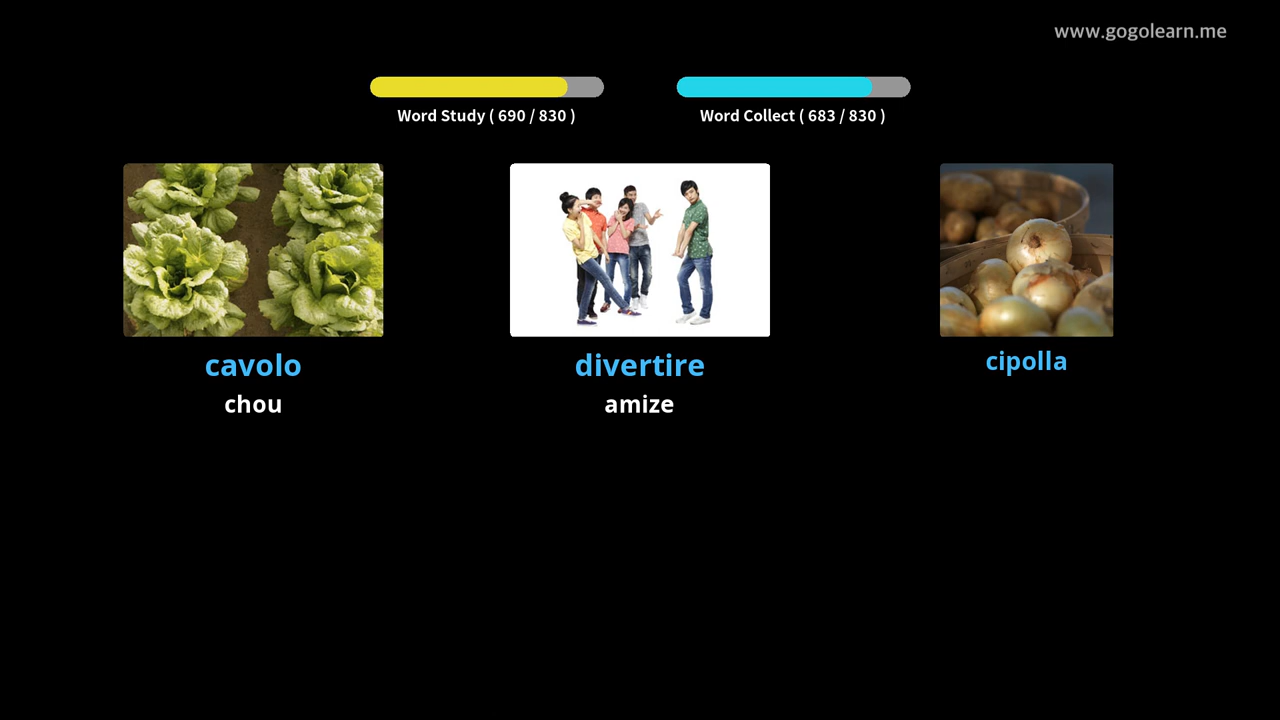 www.gogolearn.me
Word Study ( 690 / 830 )
Word Collect ( 683 / 830 )
cavolo
chou
divertire
amize
cipolla